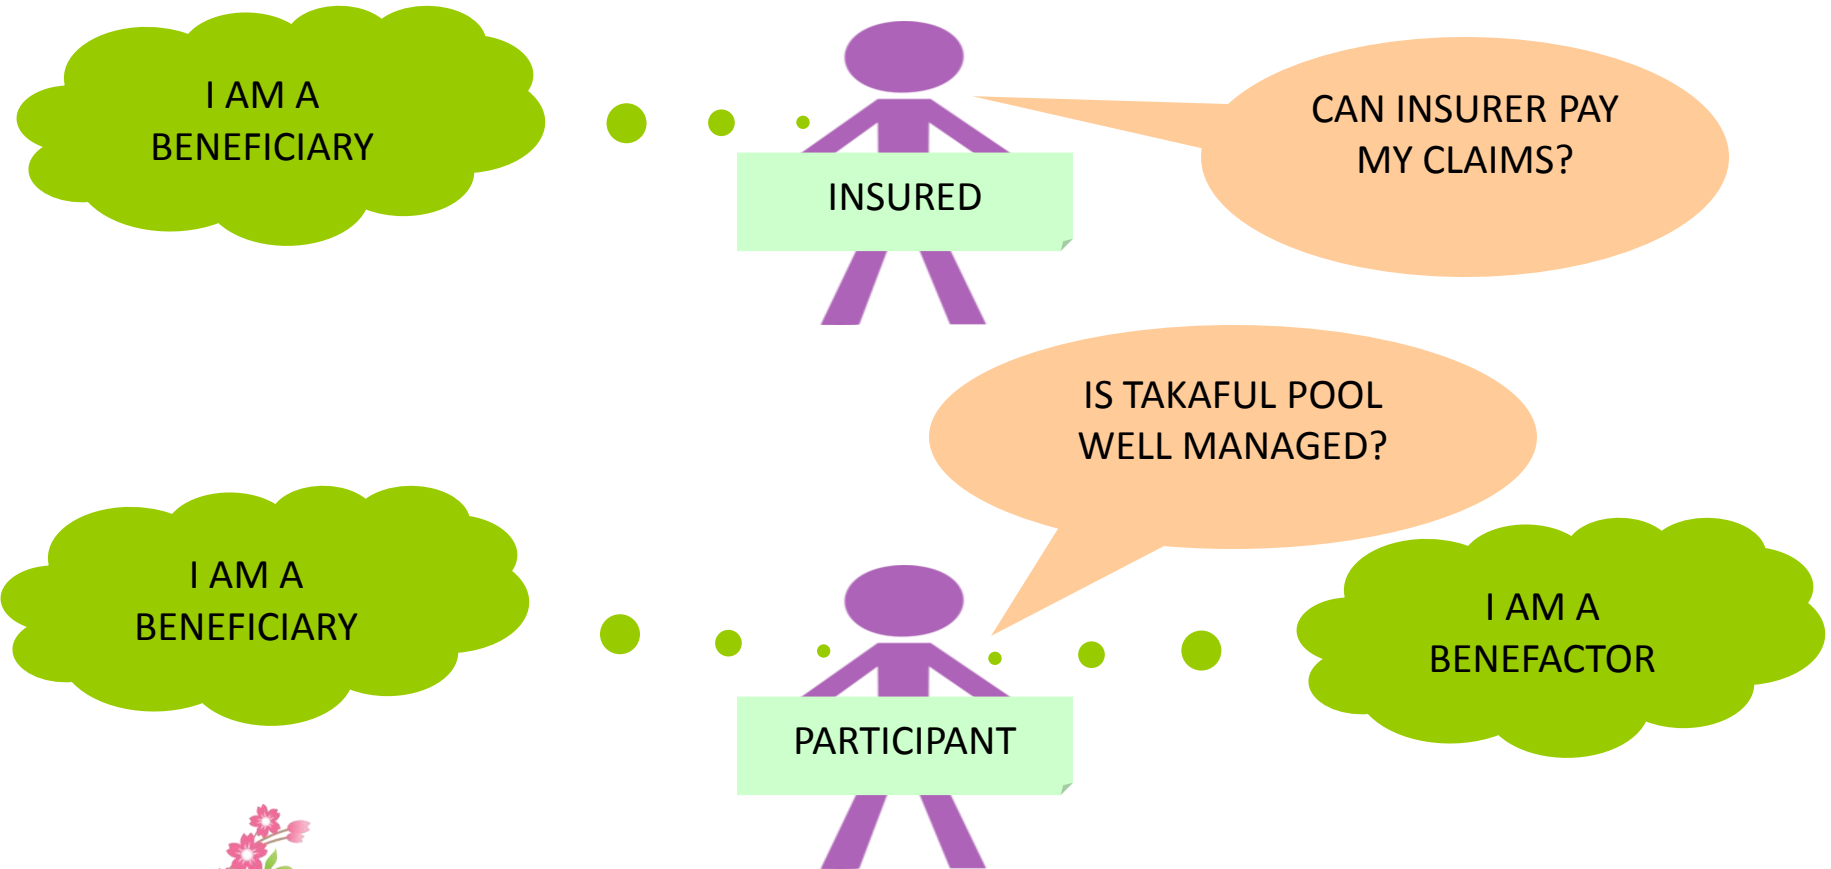 I AM A
BENEFICIARY
INSURED
CAN INSURER PAY
MY CLAIMS?
IS TAKAFUL POOL
WELL MANAGED?
I AM A
BENEFICIARY
PARTICIPANT
I AM A
BENEFACTOR